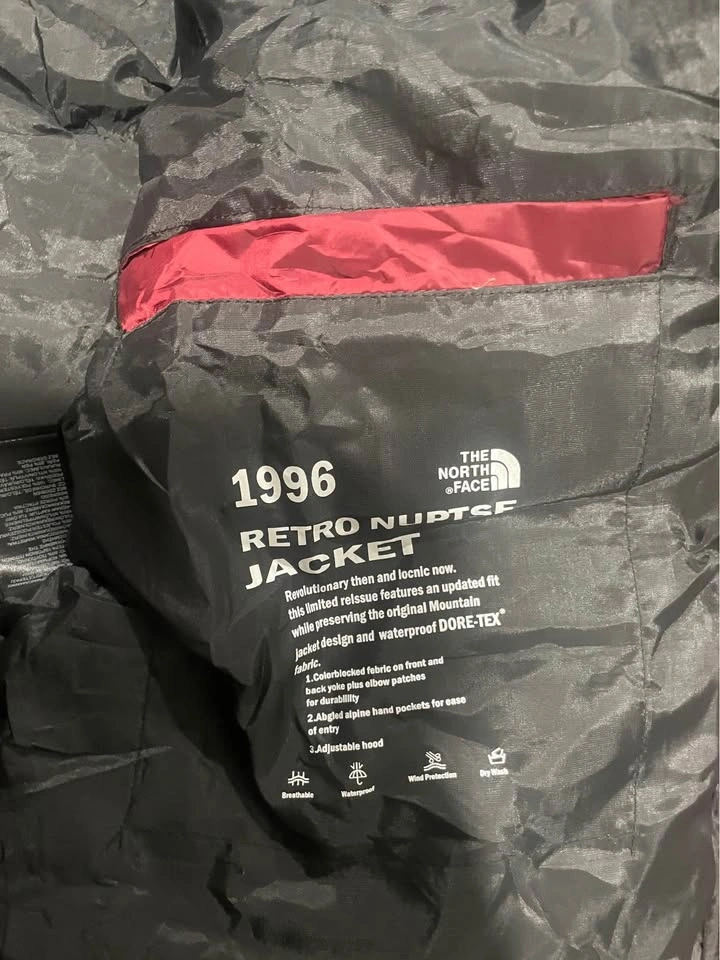 1996
THE
NORTH
®FACE
RETRO NUPTSE
JACKET
Revolutionary then and locnic now.
this limited reissue features an updated fit
while preserving the original Mountain
jacket design and waterproof DORE-TEX®
fabric.
1.Colorblocked febric on front and
back yoke plus elbow patches
for durability
2.Abgled alpine hand pockets for ease
of entry
3.Adjustable hood
Breathable
Waterproof
Wind Protection
Dry Wash